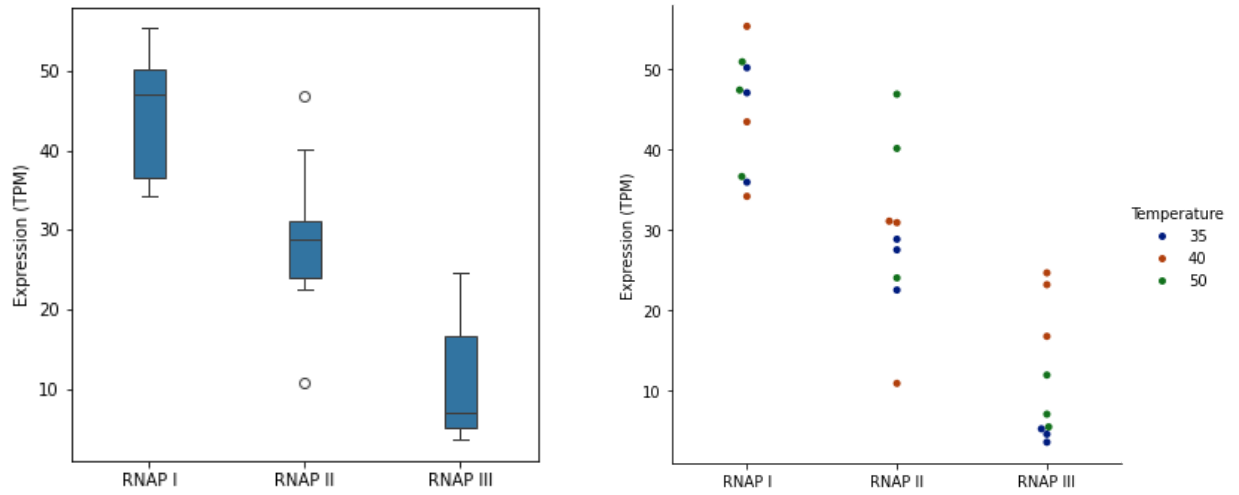 Expression (TPM)
50
40
30
20
10
RNAP I
RNAP II
RNAP III
Expression (TPM)
50
40
30
20
10
RNAP I
RNAP II
RNAP III
Temperature
35
40
50